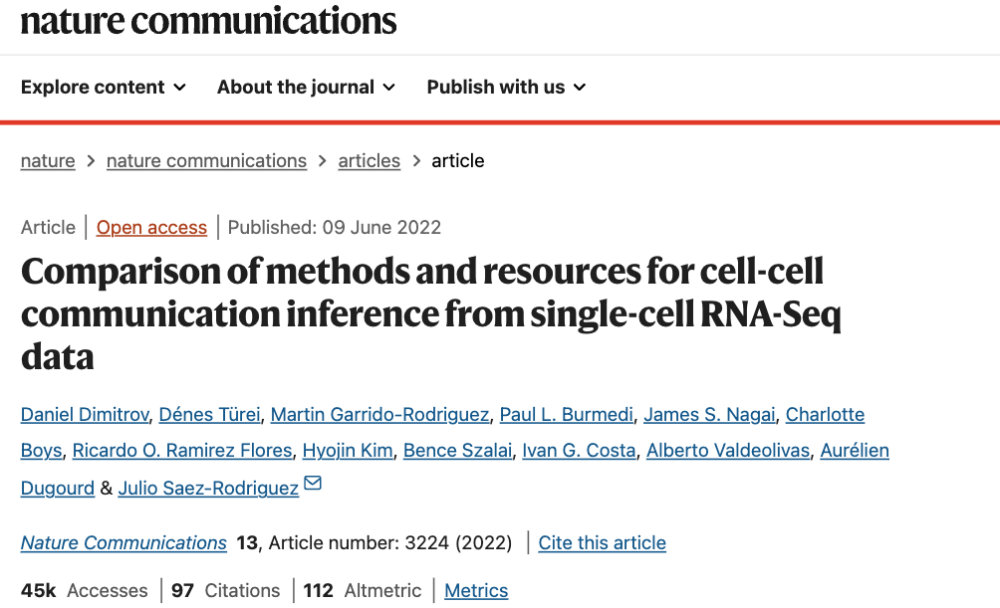 nature communications
Explore content About the journal Publish with us
nature > nature communications > articles > article
Article | Open access | Published: 09 June 2022
Comparison of methods and resources for cell-cell
communication inference from single-cell RNA-Seq
data
Daniel Dimitrov, Dénes Türei, Martin Garrido-Rodriguez, Paul L. Burmedi, James S. Nagai, Charlotte
Boys, Ricardo O. Ramirez Flores, Hyojin Kim, Bence Szalai, Ivan G. Costa, Alberto Valdeolivas, Aurélien
Dugourd & Julio Saez-Rodriguez
Nature Communications 13, Article number: 3224 (2022) | Cite this article
45k Accesses | 97 Citations | 112 Altmetric | Metrics